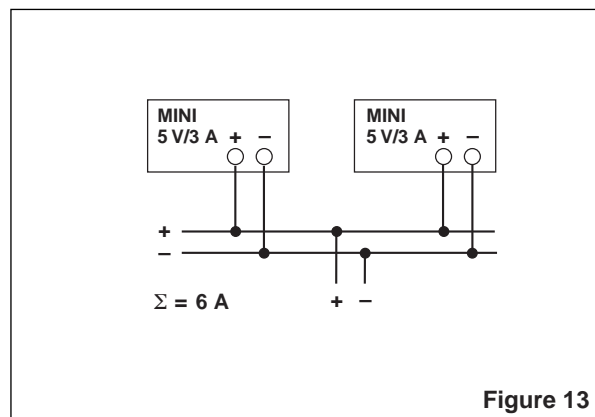 MINI
5 V/3 A + −
MINI
5 V/3 A + −
+
−
Σ = 6 A
+ −
Figure 13